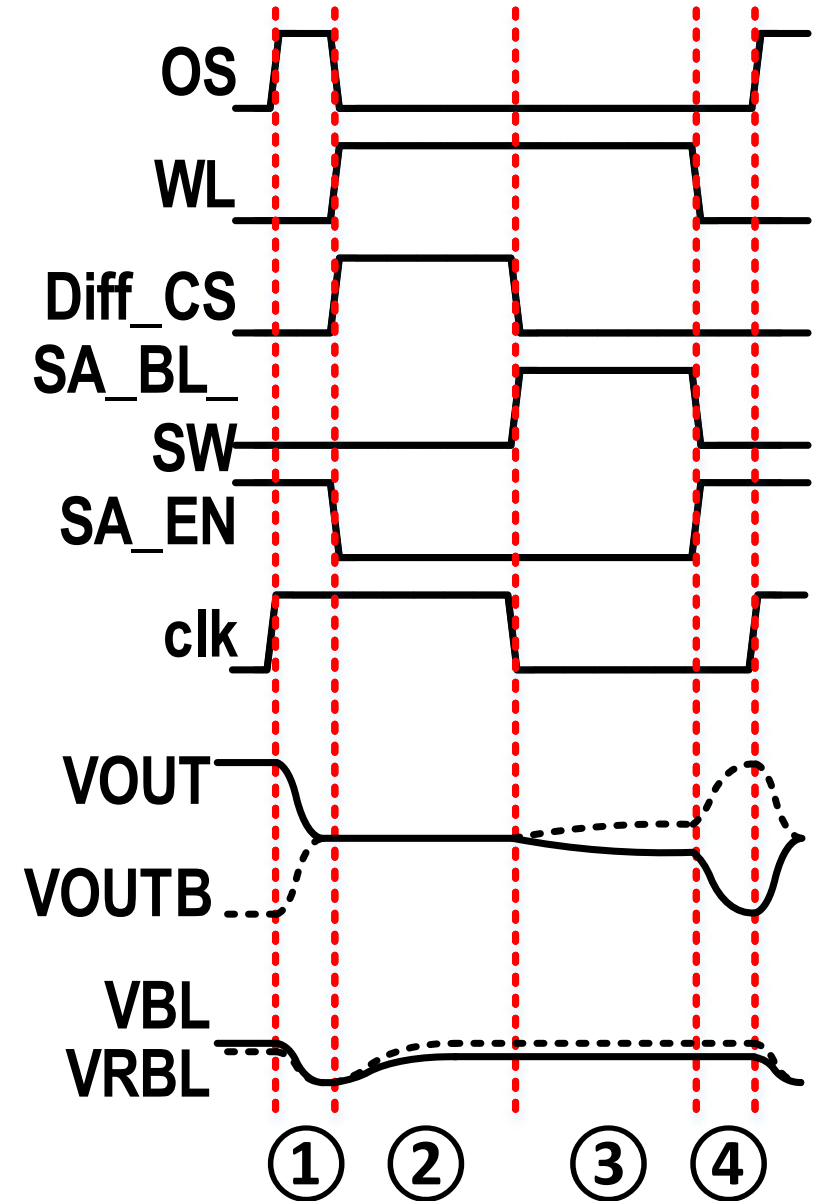 OS
WL
Diff_CS
SA_BL_
SW
SA_EN
clk
VOUT
VOUTB
VBL
VRBL
1 2 3 4